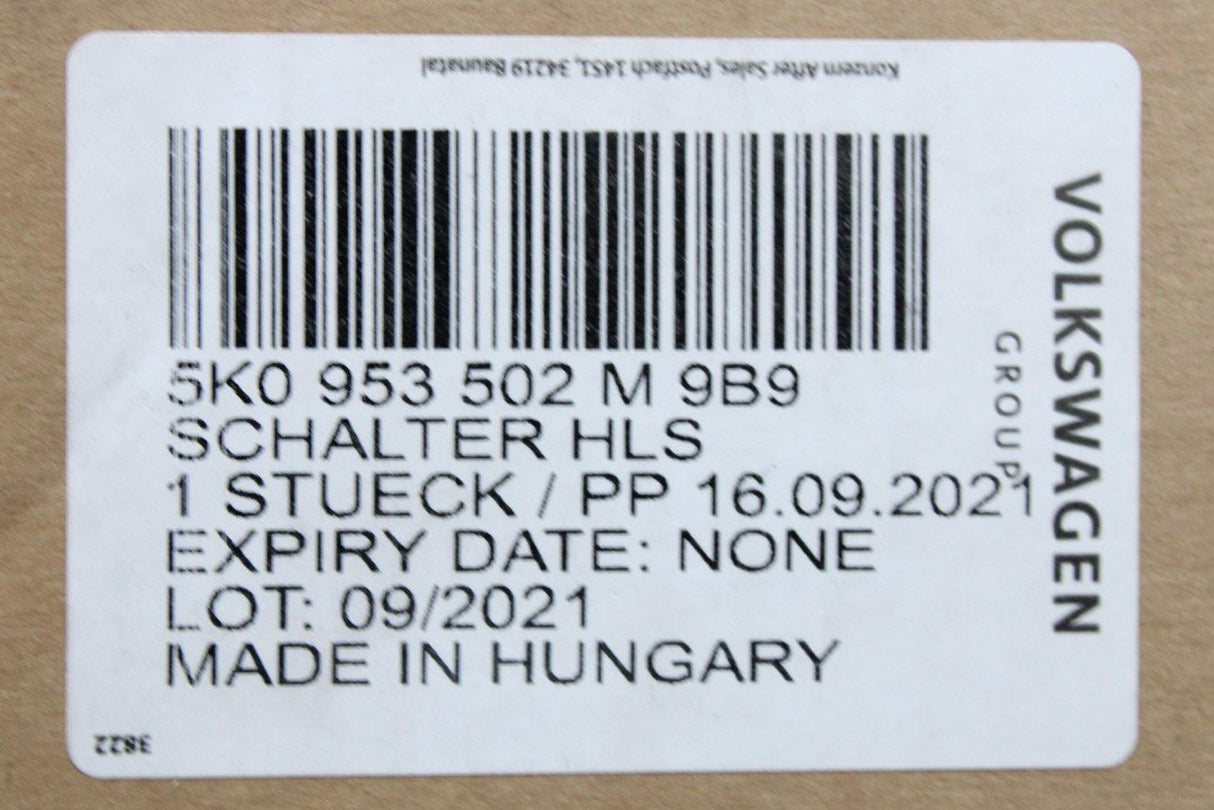 Konzern After Sales, Postfach 1451, 34219 Baunatal
5K0 953 502 M 9B9
SCHALTER HLS
1 STUECK / PP 16.09.2021
EXPIRY DATE: NONE
LOT: 09/2021
MADE IN HUNGARY
3822
VOLKSWAGEN
GROUP